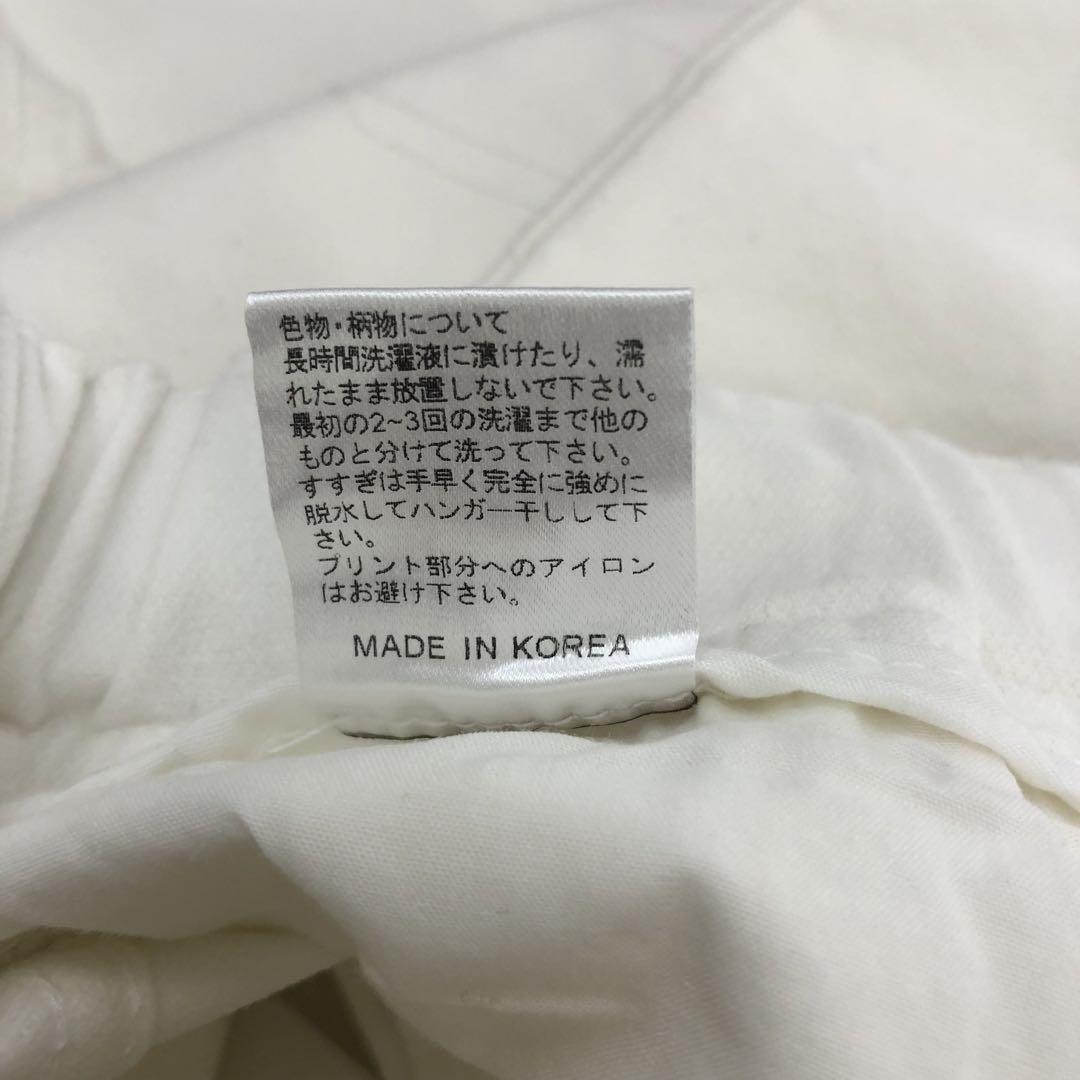 色物・柄物について
長時間洗濯液に漬けたり、濡
れたまま放置しないで下さい。
最初の2~3回の洗濯まで他の
ものと分けて洗って下さい。
すすぎは手早く完全に強めに
脱水してハンガー干しして下
さい。
プリント部分へのアイロン
はお避け下さい。
MADE IN KOREA